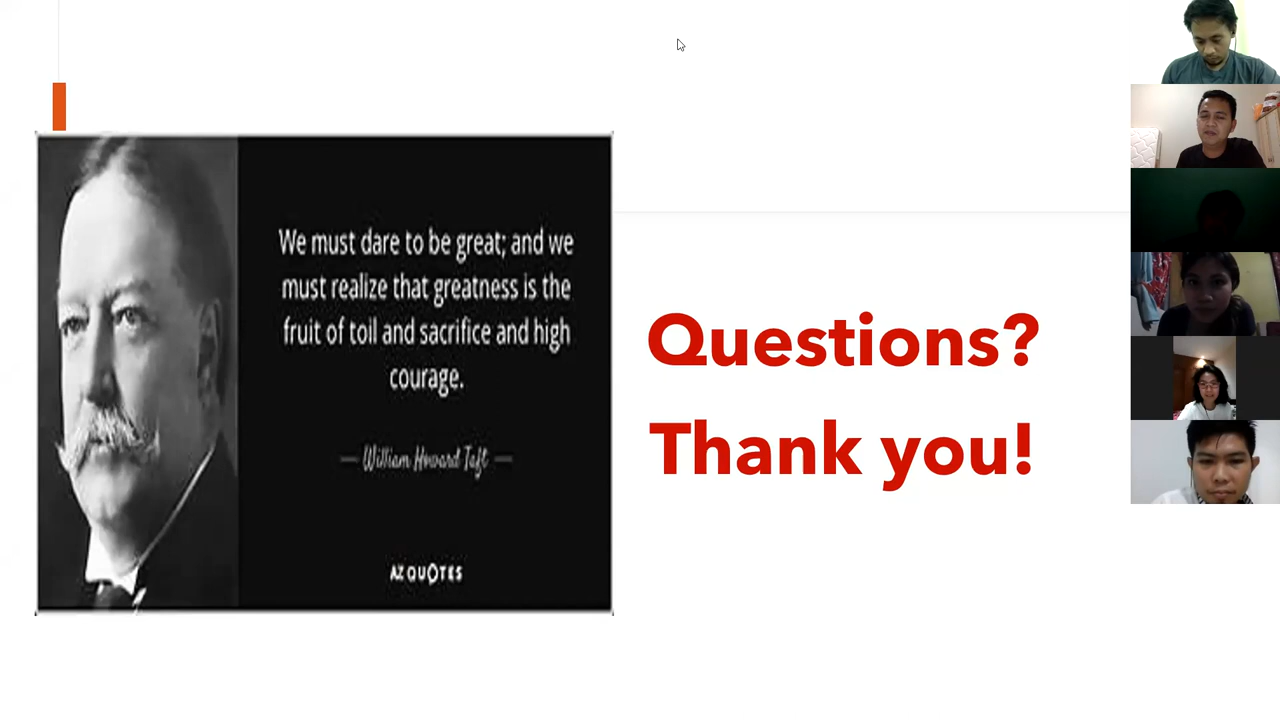 We must dare to be great; and we
must realize that greatness is the
fruit of toil and sacrifice and high
courage.
— William Howard Taft —
AZ QUOTES
Questions?
Thank you!